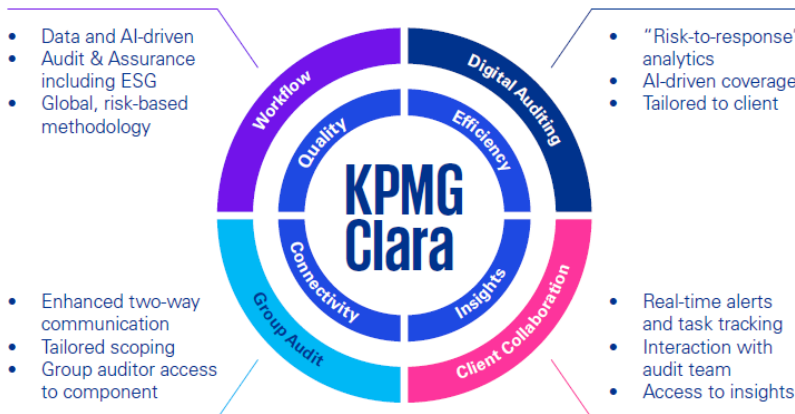 • Data and AI-driven
• Audit & Assurance
including ESG
• Global, risk-based
methodology
• "Risk-to-response"
analytics
• AI-driven coverage
• Tailored to client
Workflow
Digital Auditing
Quality
Efficiency
KPMG
Clara
Connectivity
Insights
Group Audit
Client Collaboration
• Enhanced two-way
communication
• Tailored scoping
• Group auditor access
to component
• Real-time alerts
and task tracking
• Interaction with
audit team
• Access to insights